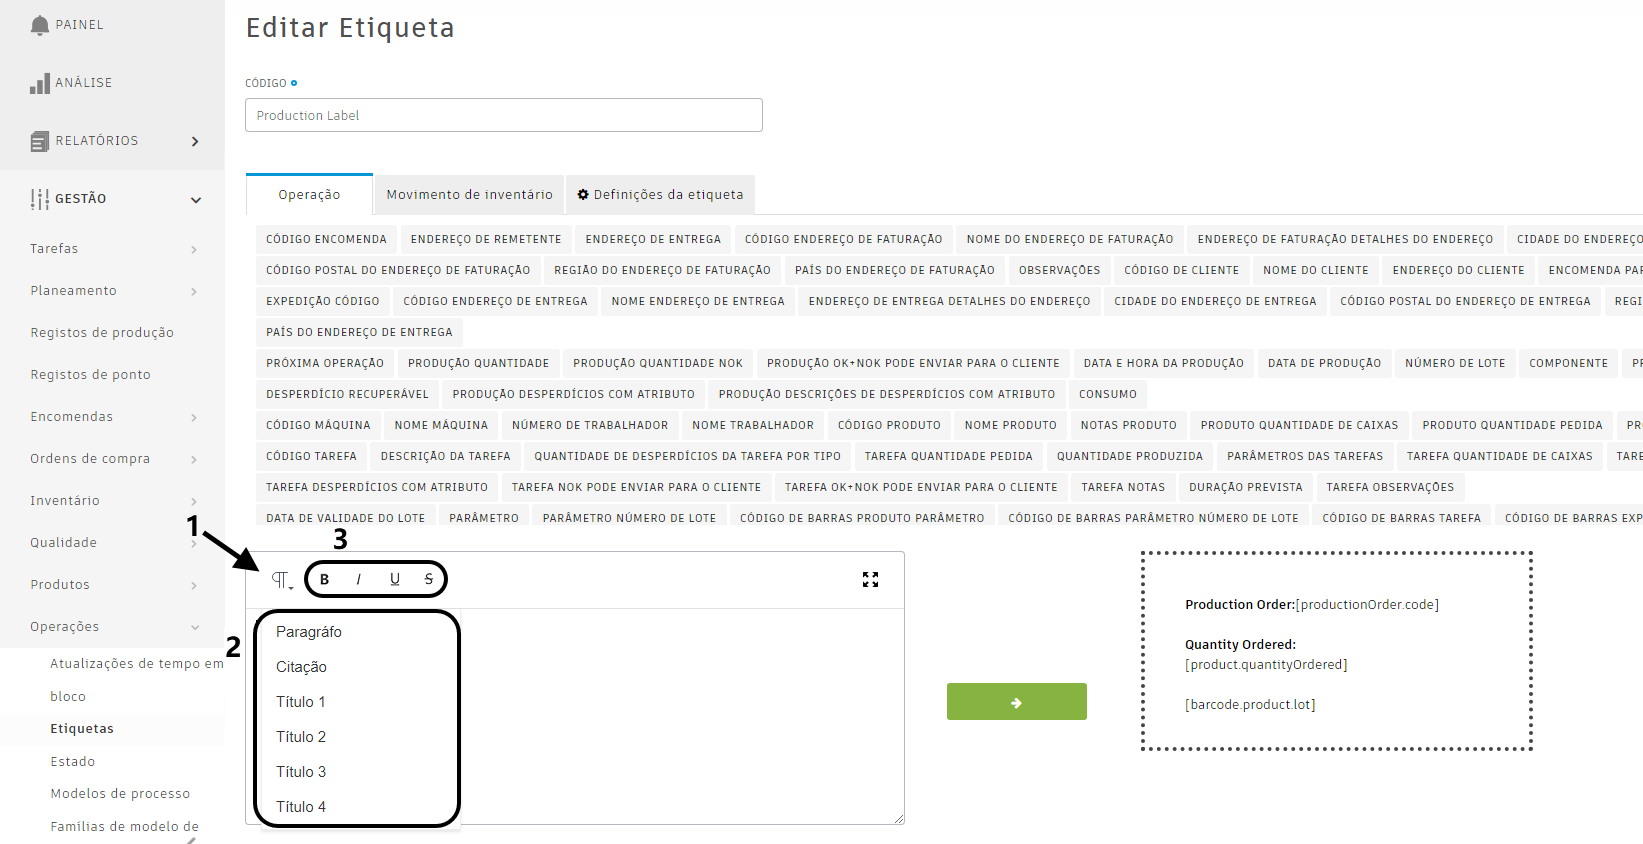 PAINEL
ANÁLISE
RELATÓRIOS
GESTÃO
Tarefas
Planeamento
Registos de produção
Registos de ponto
Encomendas
Ordens de compra
Inventário
Qualidade
Produtos
Operações
Atualizações de tempo em
bloco
Etiquetas
Estado
Modelos de processo
Famílias de modelo de
Editar Etiqueta
CÓDIGO
Production Label
Operação Movimento de inventário Definições da etiqueta
CÓDIGO ENCOMENDA ENDEREÇO DE REMETENTE ENDEREÇO DE ENTREGA CÓDIGO ENDEREÇO DE FATURAÇÃO NOME DO ENDEREÇO DE FATURAÇÃO ENDEREÇO DE FATURAÇÃO DETALHES DO ENDEREÇO CIDADE DO ENDEREÇO
CÓDIGO POSTAL DO ENDEREÇO DE FATURAÇÃO REGIÃO DO ENDEREÇO DE FATURAÇÃO PAÍS DO ENDEREÇO DE FATURAÇÃO OBSERVAÇÕES CÓDIGO DE CLIENTE NOME DO CLIENTE ENDEREÇO DO CLIENTE ENCOMENDA PAR
EXPEDIÇÃO CÓDIGO CÓDIGO ENDEREÇO DE ENTREGA NOME ENDEREÇO DE ENTREGA ENDEREÇO DE ENTREGA DETALHES DO ENDEREÇO CIDADE DO ENDEREÇO DE ENTREGA CÓDIGO POSTAL DO ENDEREÇO DE ENTREGA REGI
PAÍS DO ENDEREÇO DE ENTREGA
PRÓXIMA OPERAÇÃO PRODUÇÃO QUANTIDADE PRODUÇÃO QUANTIDADE NOK PRODUÇÃO OK+NOK PODE ENVIAR PARA O CLIENTE DATA E HORA DA PRODUÇÃO DATA DE PRODUÇÃO NÚMERO DE LOTE COMPONENTE P
DESPERDÍCIO RECUPERÁVEL PRODUÇÃO DESPERDÍCIOS COM ATRIBUTO PRODUÇÃO DESCRIÇÕES DE DESPERDÍCIOS COM ATRIBUTO CONSUMO
CÓDIGO MÁQUINA NOME MÁQUINA NÚMERO DE TRABALHADOR NOME TRABALHADOR CÓDIGO PRODUTO NOME PRODUTO NOTAS PRODUTO PRODUTO QUANTIDADE DE CAIXAS PRODUTO QUANTIDADE PEDIDA PR
CÓDIGO TAREFA DESCRIÇÃO DA TAREFA QUANTIDADE DE DESPERDÍCIOS DA TAREFA POR TIPO TAREFA QUANTIDADE PEDIDA QUANTIDADE PRODUZIDA PARÂMETROS DAS TAREFAS TAREFA QUANTIDADE DE CAIXAS TARE
TAREFA DESPERDÍCIOS COM ATRIBUTO TAREFA NOK PODE ENVIAR PARA O CLIENTE TAREFA OK+NOK PODE ENVIAR PARA O CLIENTE TAREFA NOTAS DURAÇÃO PREVISTA TAREFA OBSERVAÇÕES
DATA DE VALIDADE DO LOTE PARÂMETRO PARÂMETRO NÚMERO DE LOTE CÓDIGO DE BARRAS PRODUTO PARÂMETRO CÓDIGO DE BARRAS PARÂMETRO NÚMERO DE LOTE CÓDIGO DE BARRAS TAREFA CÓDIGO DE BARRAS EXP
1
3
B I U S
2
Paragráfo
Citação
Título 1
Título 2
Título 3
Título 4
Production Order:[productionOrder.code]
Quantity Ordered:
[product.quantityOrdered]
[barcode.product.lot]